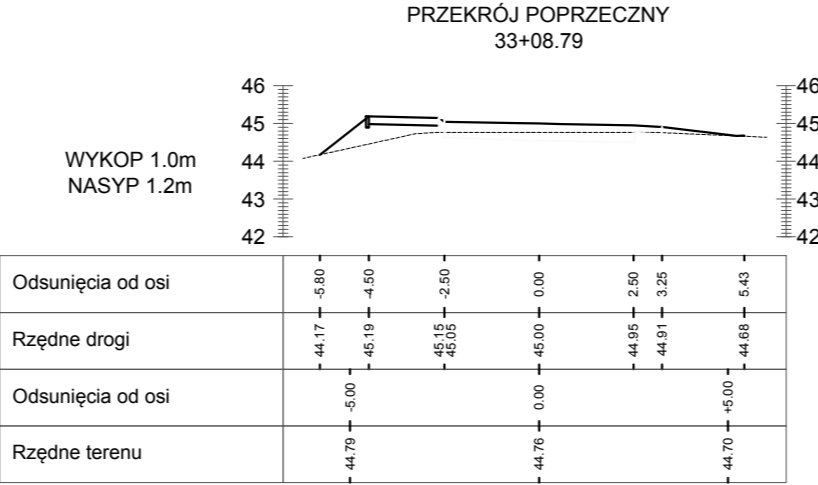 PRZEKRÓJ POPRZECZNY
33+08.79
46 46
45 45
44 44
43 43
42 42
WYKOP 1.0m
NASYP 1.2m
Odsunięcia od osi -5.80 -4.50 -2.50 0.00 2.50 3.25 5.43
Rzędne drogi 44.17 45.19 45.15 45.05 45.00 44.95 44.91 44.68
Odsunięcia od osi -5.00 0.00 +5.00
Rzędne terenu 44.79 44.76 44.70